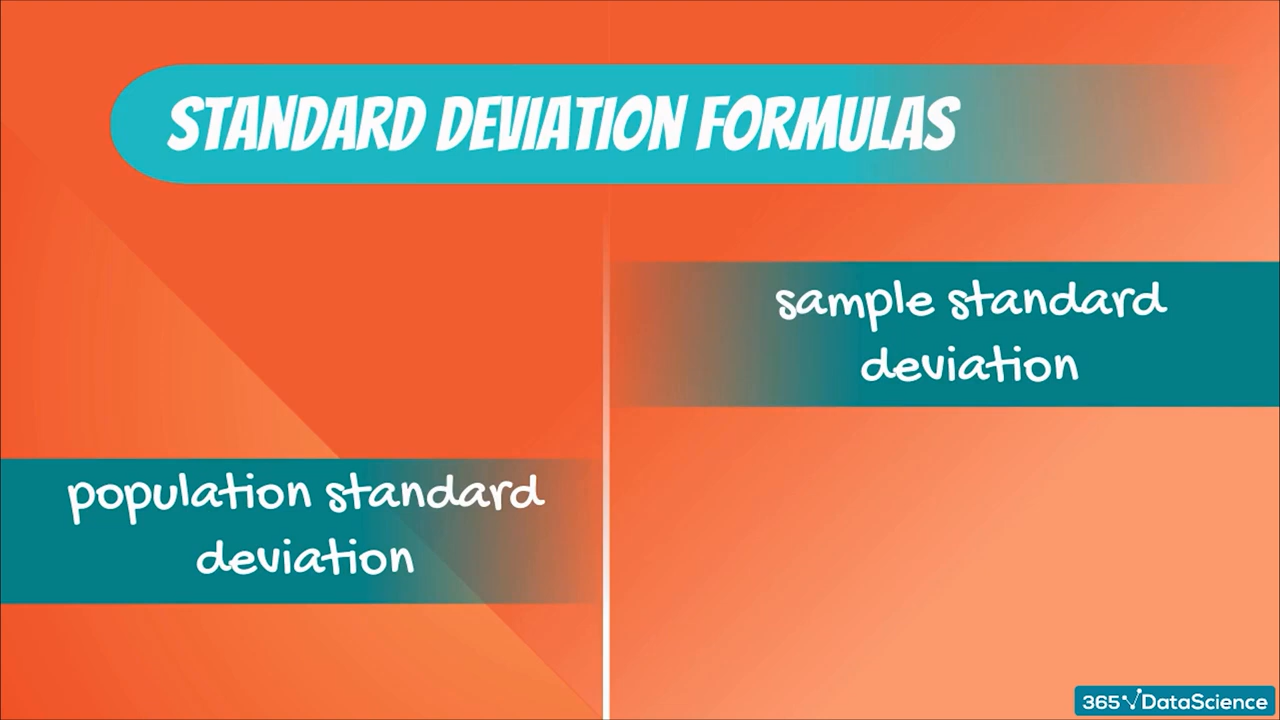 STANDARD DEVIATION FORMULAS
sample standard
deviation
population standard
deviation
365 DataScience